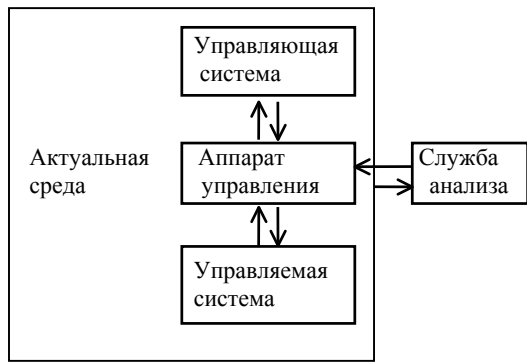 Управляющая
система
Актуальная
среда
Аппарат
управления
Служба
анализа
Управляемая
система